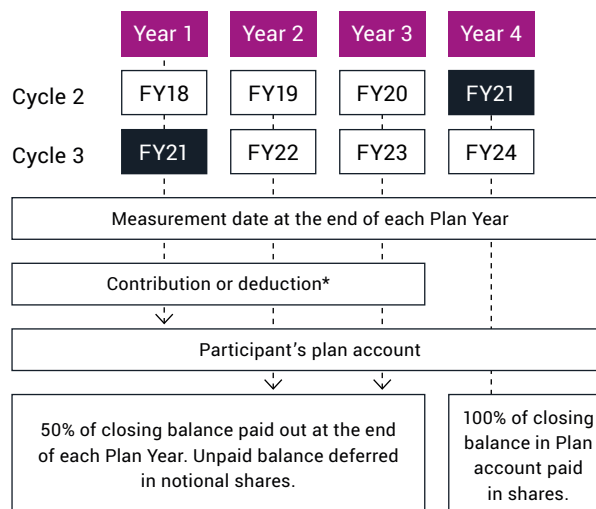 Year 1 Year 2 Year 3 Year 4
Cycle 2 FY18 FY19 FY20 FY21
Cycle 3 FY21 FY22 FY23 FY24
Measurement date at the end of each Plan Year
Contribution or deduction*
Participant’s plan account
50% of closing balance paid out at the end
of each Plan Year. Unpaid balance deferred
in notional shares.
100% of closing
balance in Plan
account paid
in shares.